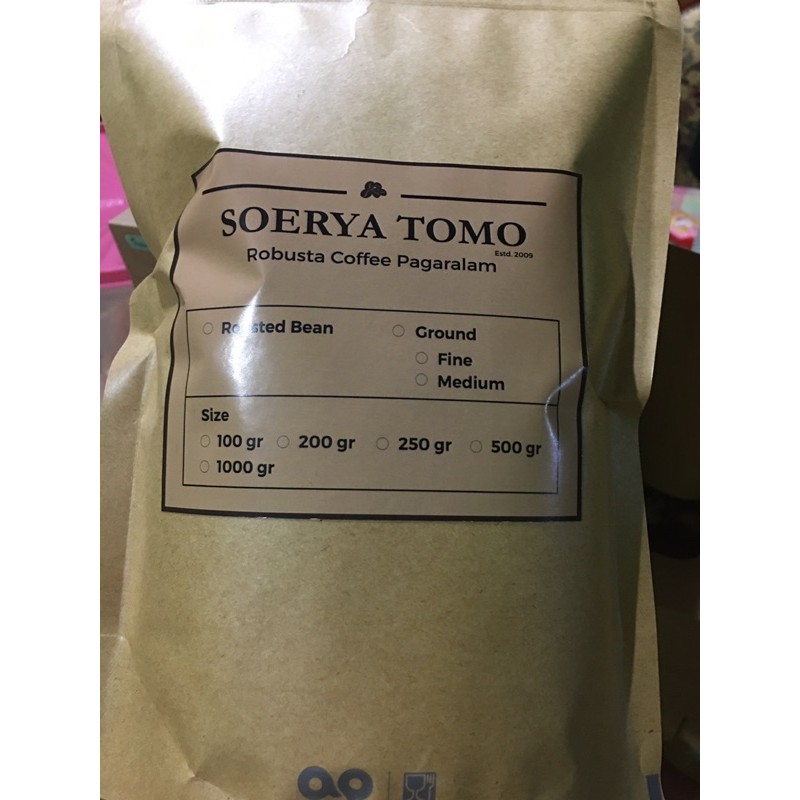 SOERYA TOMO
Estd. 2009
Robusta Coffee Pagaralam
Roasted Bean
Ground
Fine
Medium
Size
100 gr 200 gr 250 gr 500 gr
1000 gr